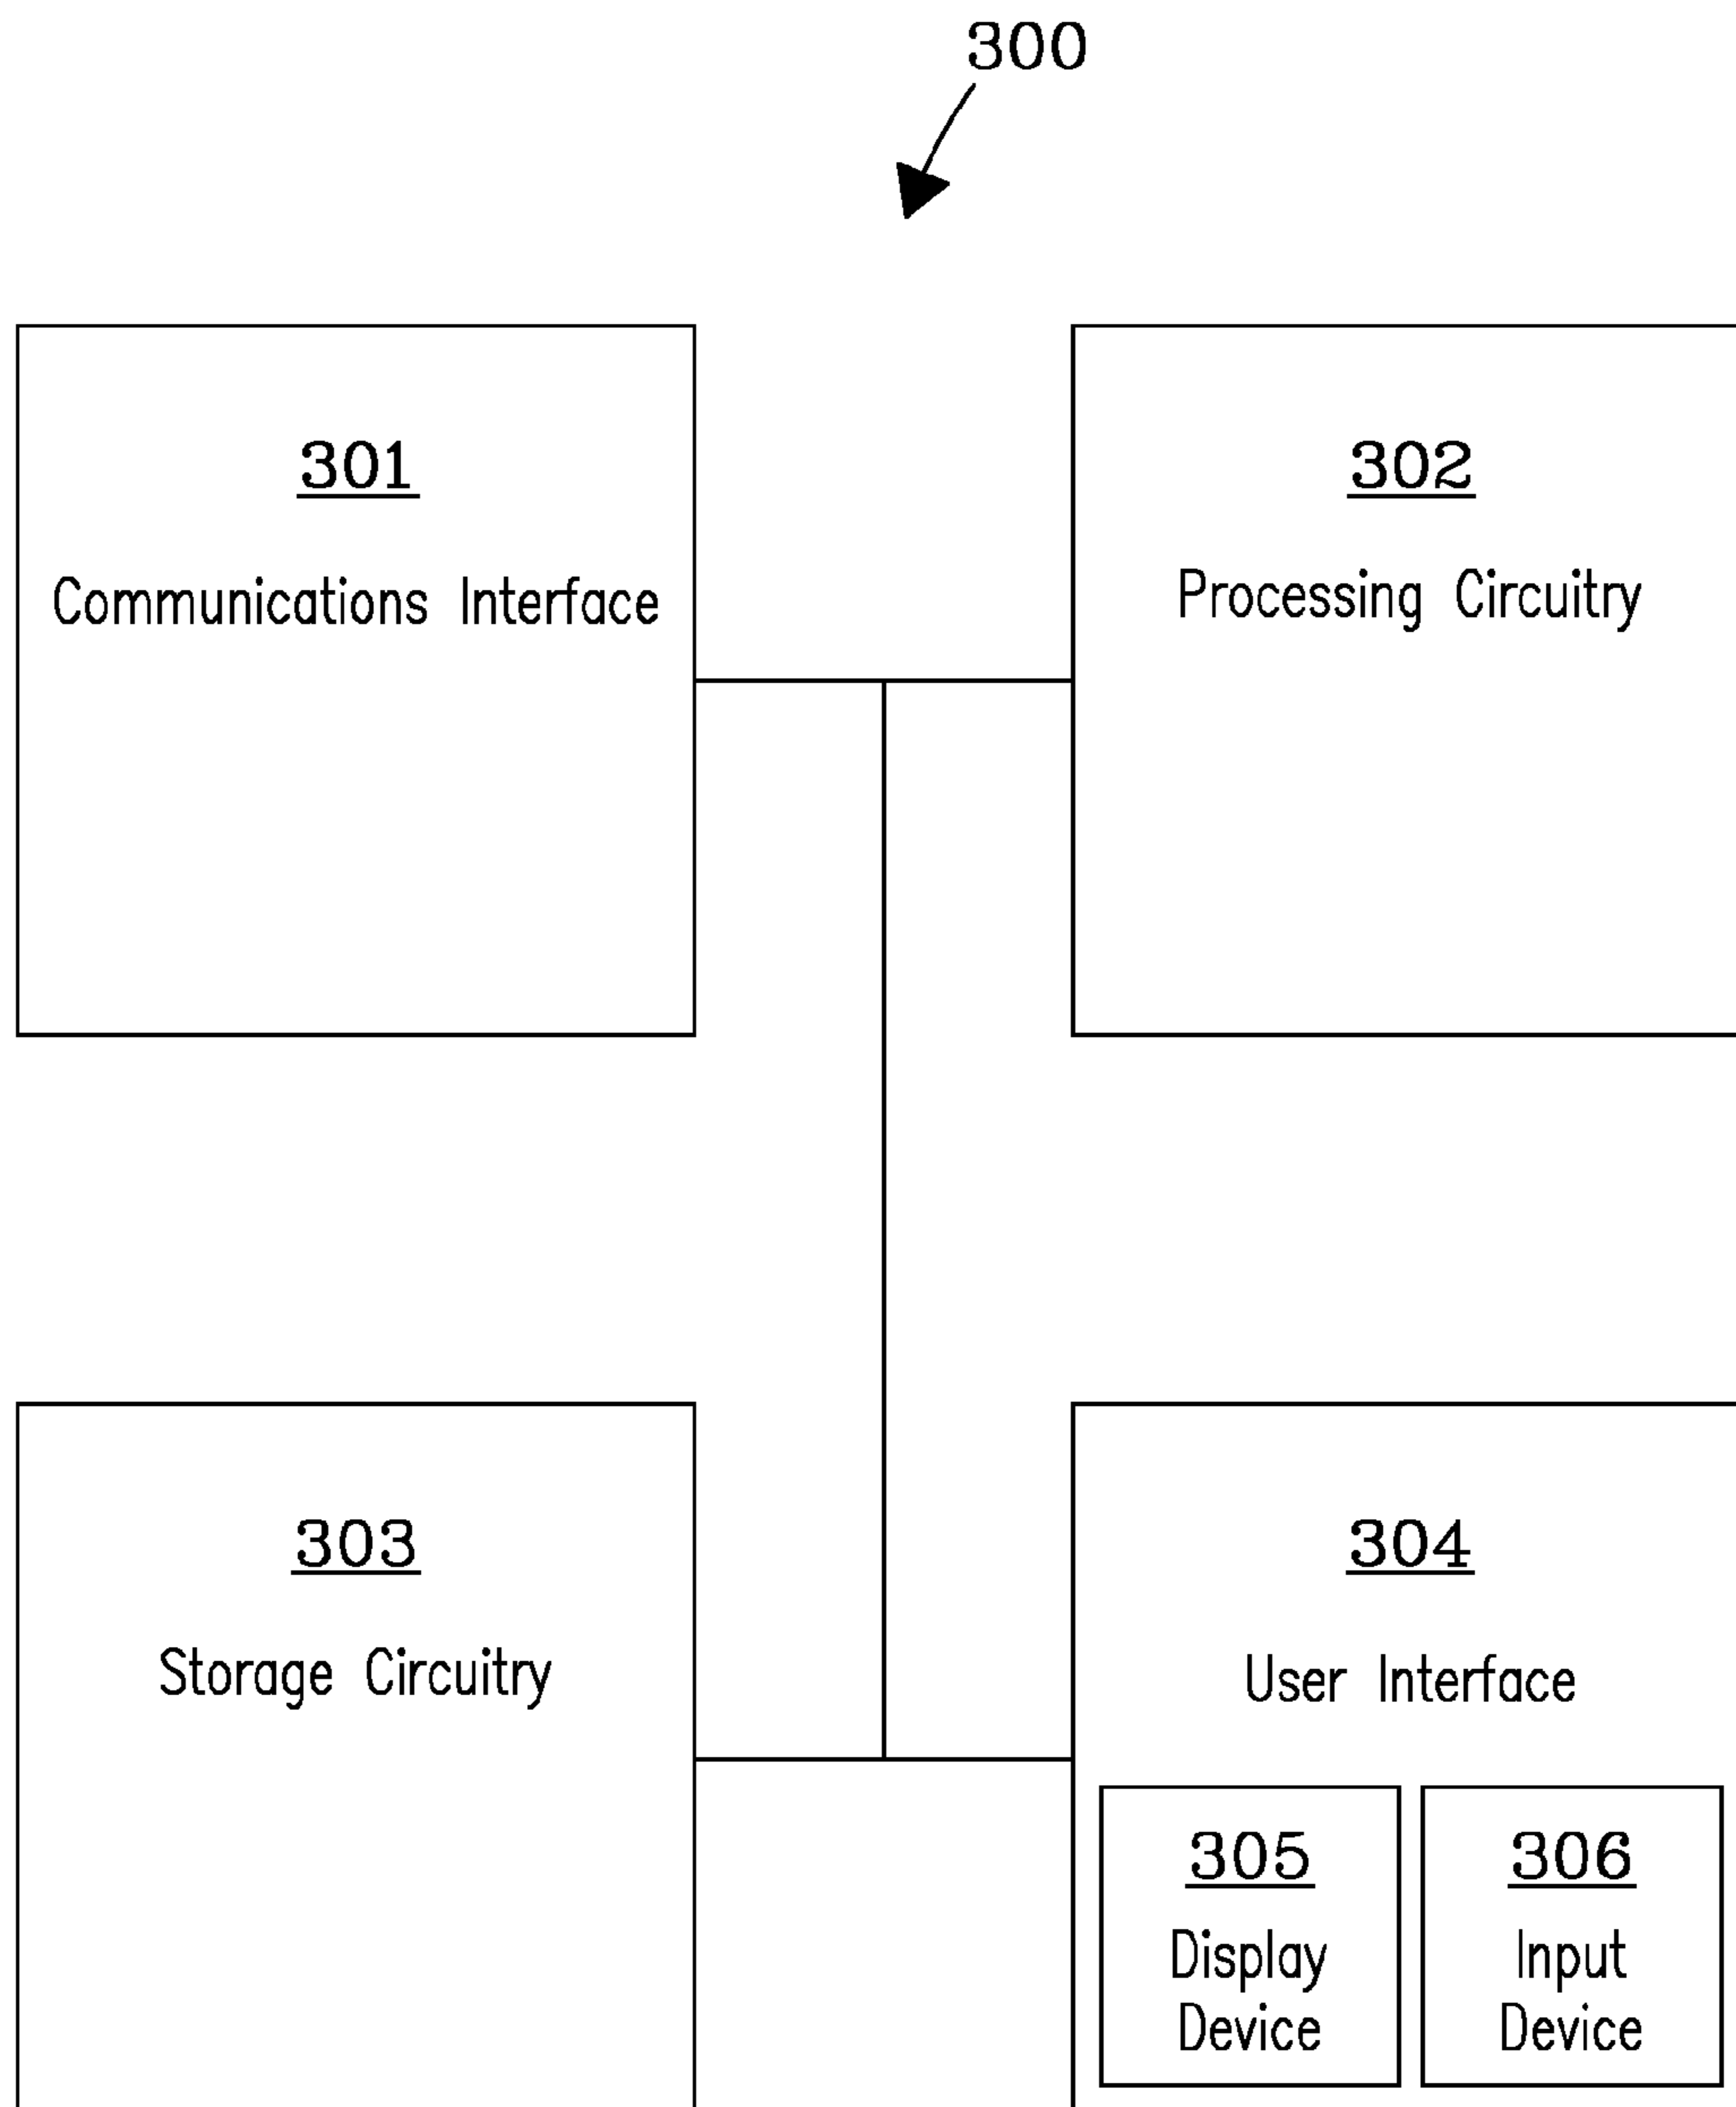 300
301
Communications Interface
302
Processing Circuitry
303
Storage Circuitry
304
User Interface
305
Display
Device
306
Input
Device